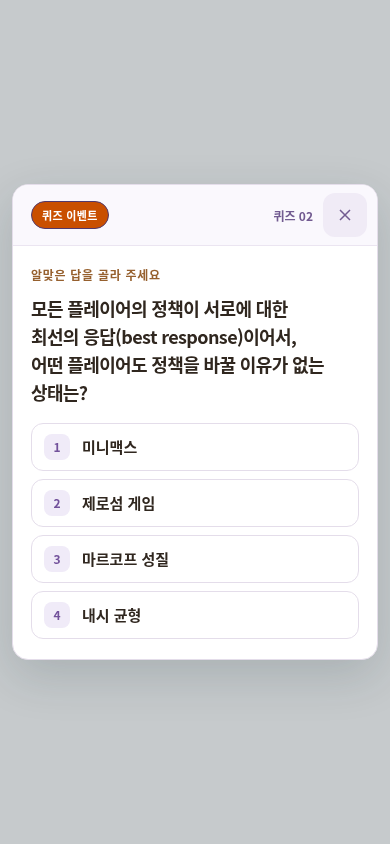 퀴즈 이벤트
퀴즈 02
알맞은 답을 골라 주세요
모든 플레이어의 정책이 서로에 대한
최선의 응답(best response)이어서,
어떤 플레이어도 정책을 바꿀 이유가 없는
상태는?
1 미니맥스
2 제로섬 게임
3 마르코프 성질
4 내시 균형